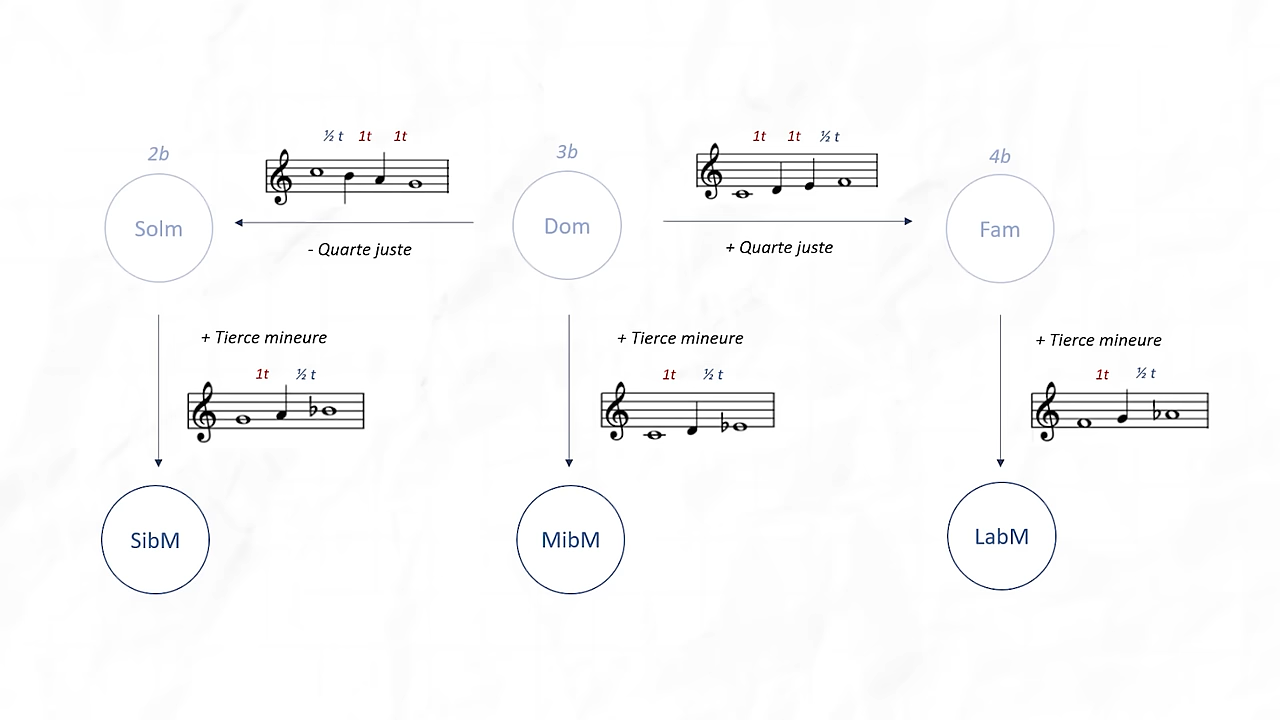 ½ t 1t 1t
1t 1t ½ t
2b
3b
4b
Solm
Dom
Fam
- Quarte juste
+ Quarte juste
+ Tierce mineure
+ Tierce mineure
+ Tierce mineure
1t ½ t
1t ½ t
1t ½ t
SibM
MibM
LabM